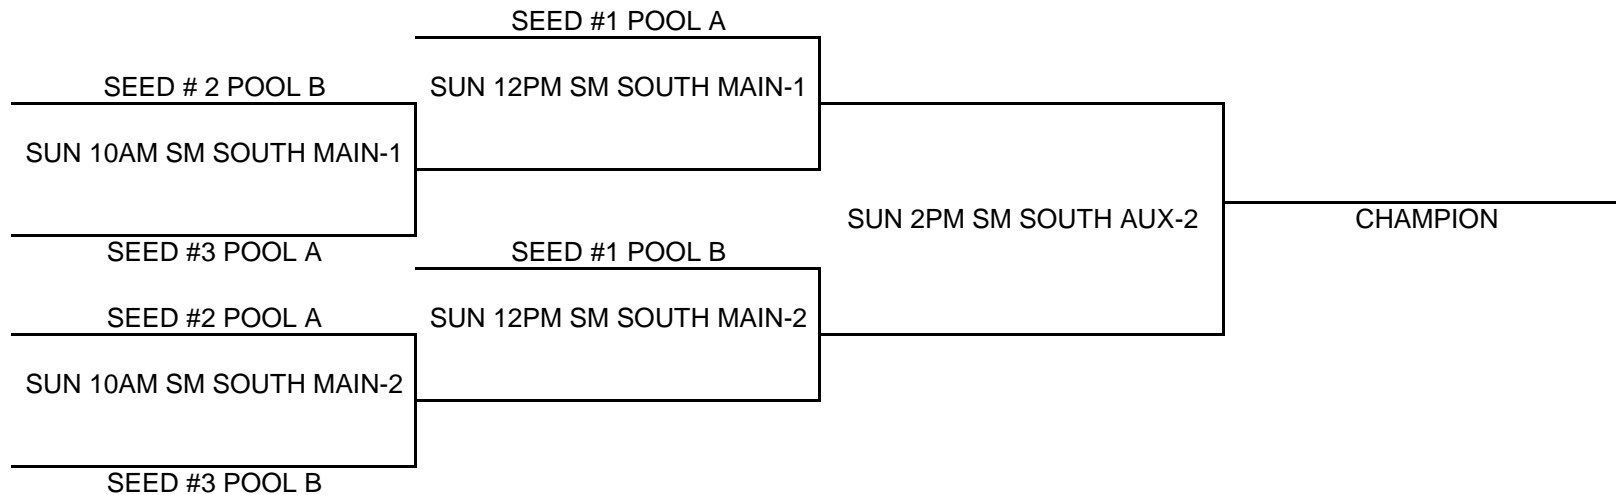 SEED #1 POOL A
SEED # 2 POOL B
SUN 12PM SM SOUTH MAIN-1
SUN 10AM SM SOUTH MAIN-1
SUN 2PM SM SOUTH AUX-2
CHAMPION
SEED #3 POOL A
SEED #1 POOL B
SEED #2 POOL A
SUN 12PM SM SOUTH MAIN-2
SUN 10AM SM SOUTH MAIN-2
SEED #3 POOL B